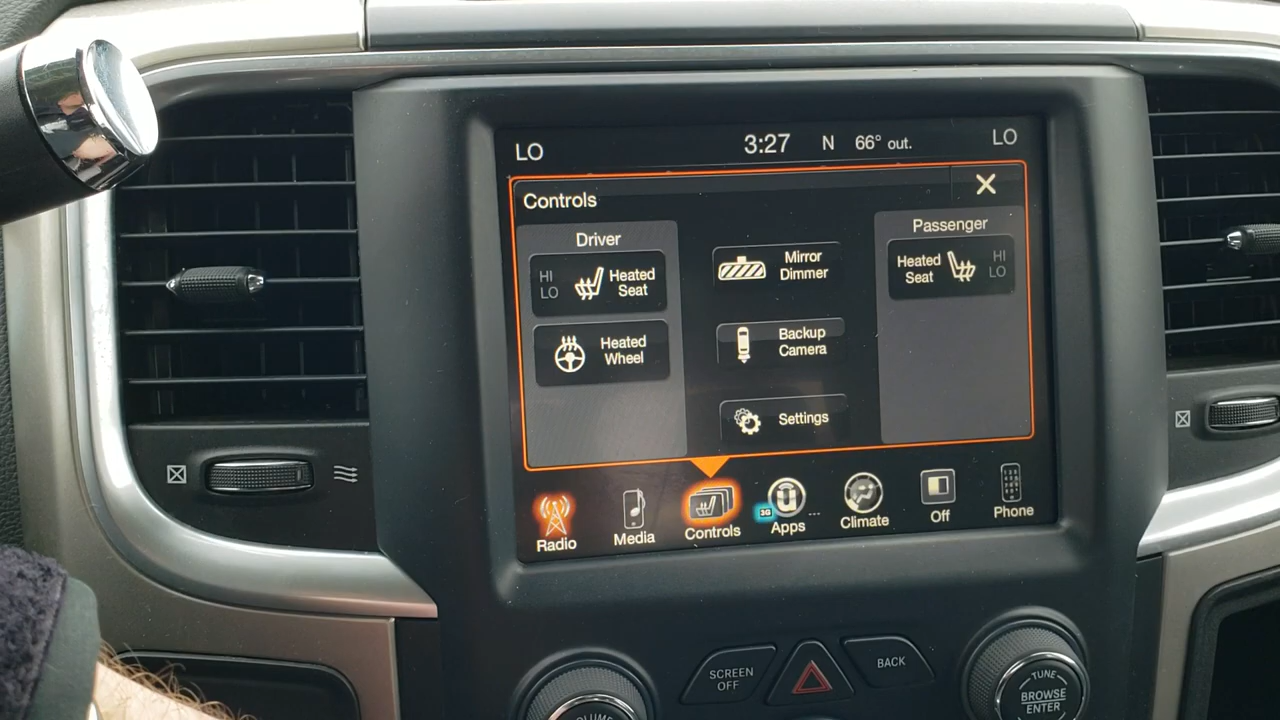 LO 3:27 N 66° out. LO
Controls
Driver
HI
LO
Heated
Seat
Heated
Wheel
Mirror
Dimmer
Backup
Camera
Settings
Passenger
Heated
Seat
HI
LO
Radio
Media
Controls
3G
Apps ...
Climate
Off
Phone
SCREEN
OFF
BACK
TUNE
BROWSE
ENTER